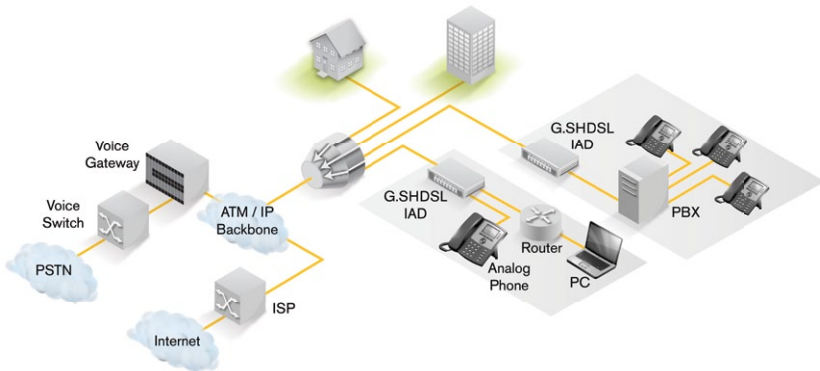 G.SHDSL
IAD
Voice
Gateway
Voice
Switch
ATM / IP
Backbone
G.SHDSL
IAD
PBX
Router
Analog
Phone
PC
PSTN
ISP
Internet